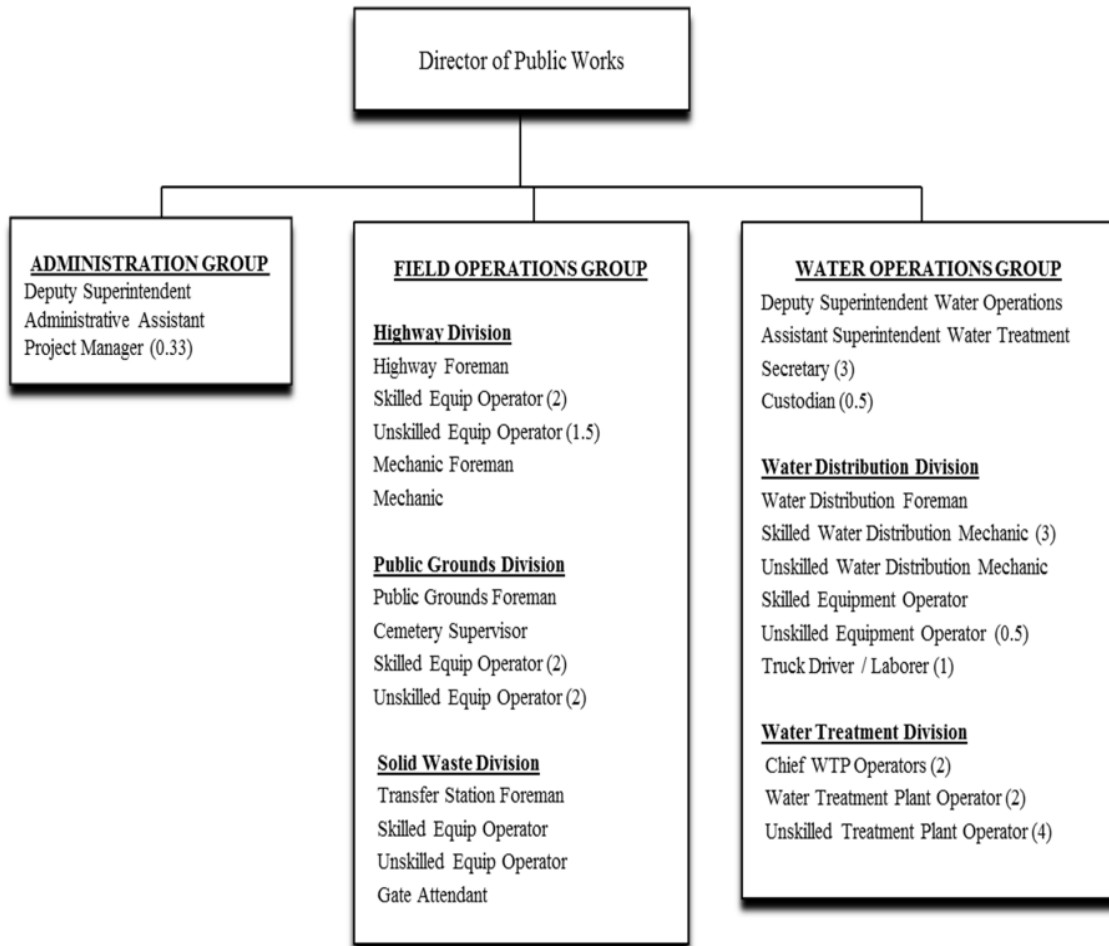 Director of Public Works
ADMINISTRATION GROUP
Deputy Superintendent
Administrative Assistant
Project Manager (0.33)
FIELD OPERATIONS GROUP
Highway Division
Highway Foreman
Skilled Equip Operator (2)
Unskilled Equip Operator (1.5)
Mechanic Foreman
Mechanic
Public Grounds Division
Public Grounds Foreman
Cemetery Supervisor
Skilled Equip Operator (2)
Unskilled Equip Operator (2)
Solid Waste Division
Transfer Station Foreman
Skilled Equip Operator
Unskilled Equip Operator
Gate Attendant
WATER OPERATIONS GROUP
Deputy Superintendent Water Operations
Assistant Superintendent Water Treatment
Secretary (3)
Custodian (0.5)
Water Distribution Division
Water Distribution Foreman
Skilled Water Distribution Mechanic (3)
Unskilled Water Distribution Mechanic
Skilled Equipment Operator
Unskilled Equipment Operator (0.5)
Truck Driver / Laborer (1)
Water Treatment Division
Chief WTP Operators (2)
Water Treatment Plant Operator (2)
Unskilled Treatment Plant Operator (4)